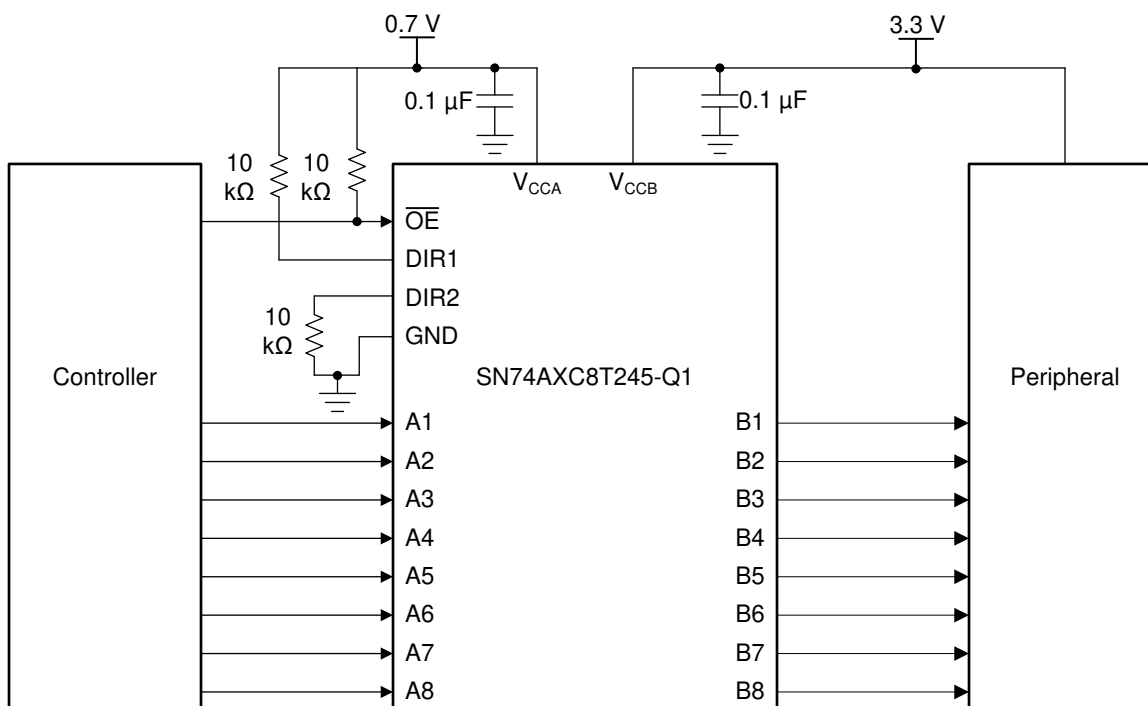 0.7 V
3.3 V
0.1 µF
0.1 µF
10
kΩ
10
kΩ
V_CCA
V_CCB
OE
DIR1
DIR2
10
kΩ
GND
Controller
SN74AXC8T245-Q1
Peripheral
A1
B1
A2
B2
A3
B3
A4
B4
A5
B5
A6
B6
A7
B7
A8
B8